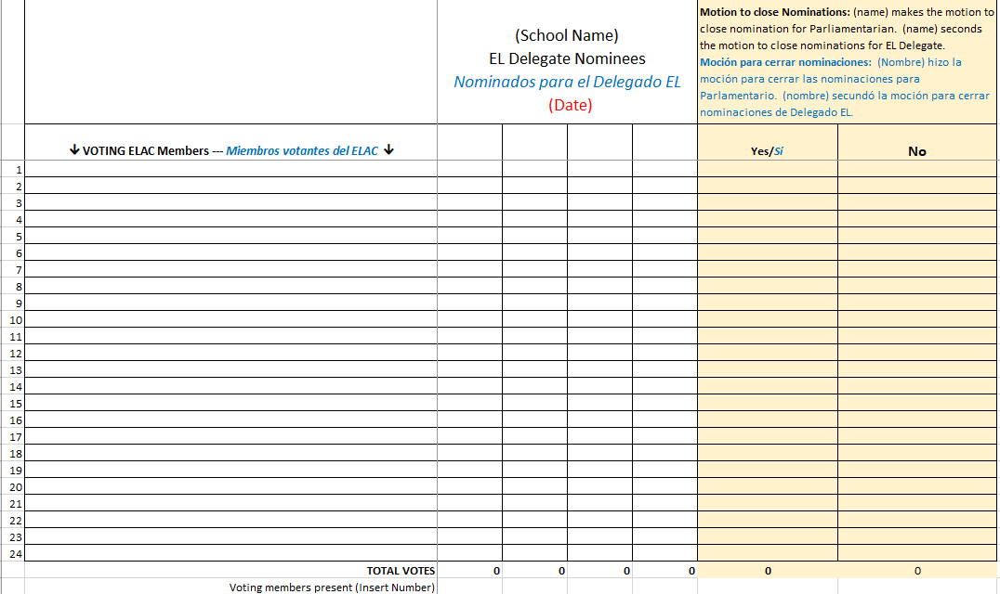 (School Name)
EL Delegate Nominees
Nominados para el Delegado EL
(Date)
Motion to close Nominations: (name) makes the motion to
close nomination for Parliamentarian.  (name) seconds
the motion to close nominations for EL Delegate.
Moción para cerrar nominaciones:  (Nombre) hizo la
moción para cerrar las nominaciones para
Parlamentario.  (nombre) secundó la moción para cerrar
nominaciones de Delegado EL.
↓ VOTING ELAC Members --- Miembros votantes del ELAC ↓
Yes/Sí
No
1
2
3
4
5
6
7
8
9
10
11
12
13
14
15
16
17
18
19
20
21
22
23
24
TOTAL VOTES 0 0 0 0 0 0
Voting members present (Insert Number)